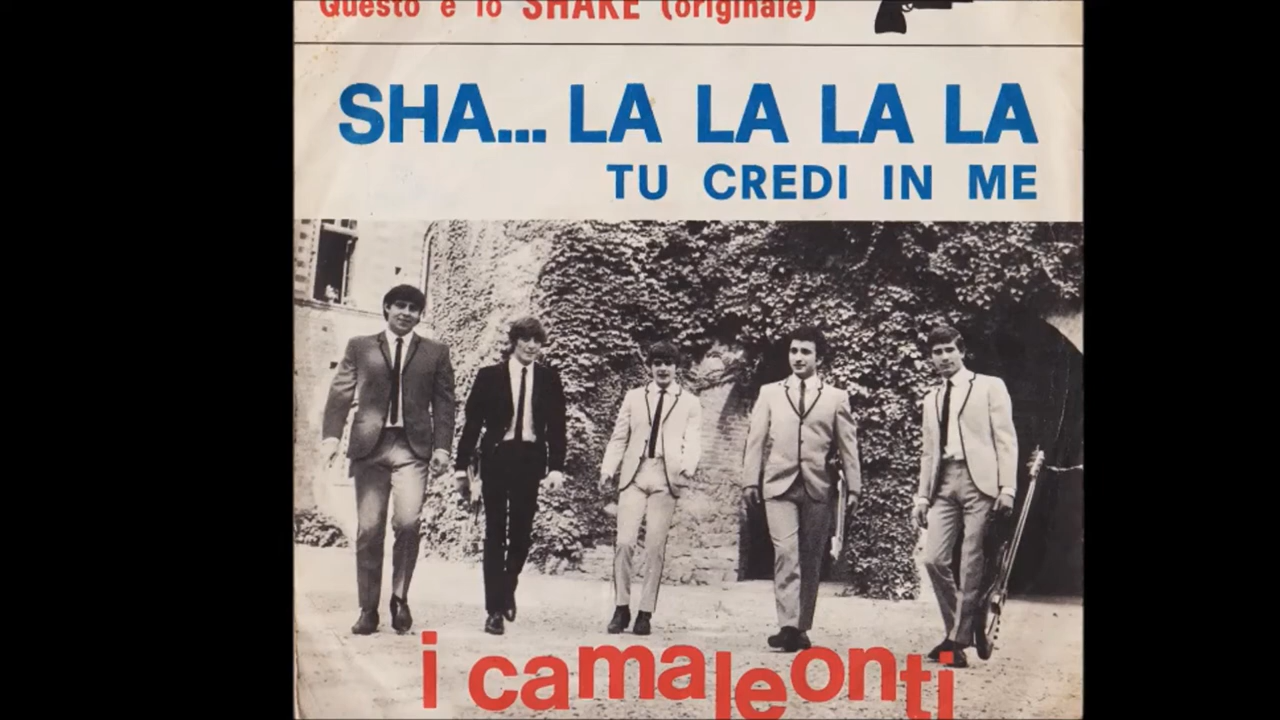 Questo è lo SHAKE (originale)
SHA... LA LA LA LA
TU CREDI IN ME
i camaleonti